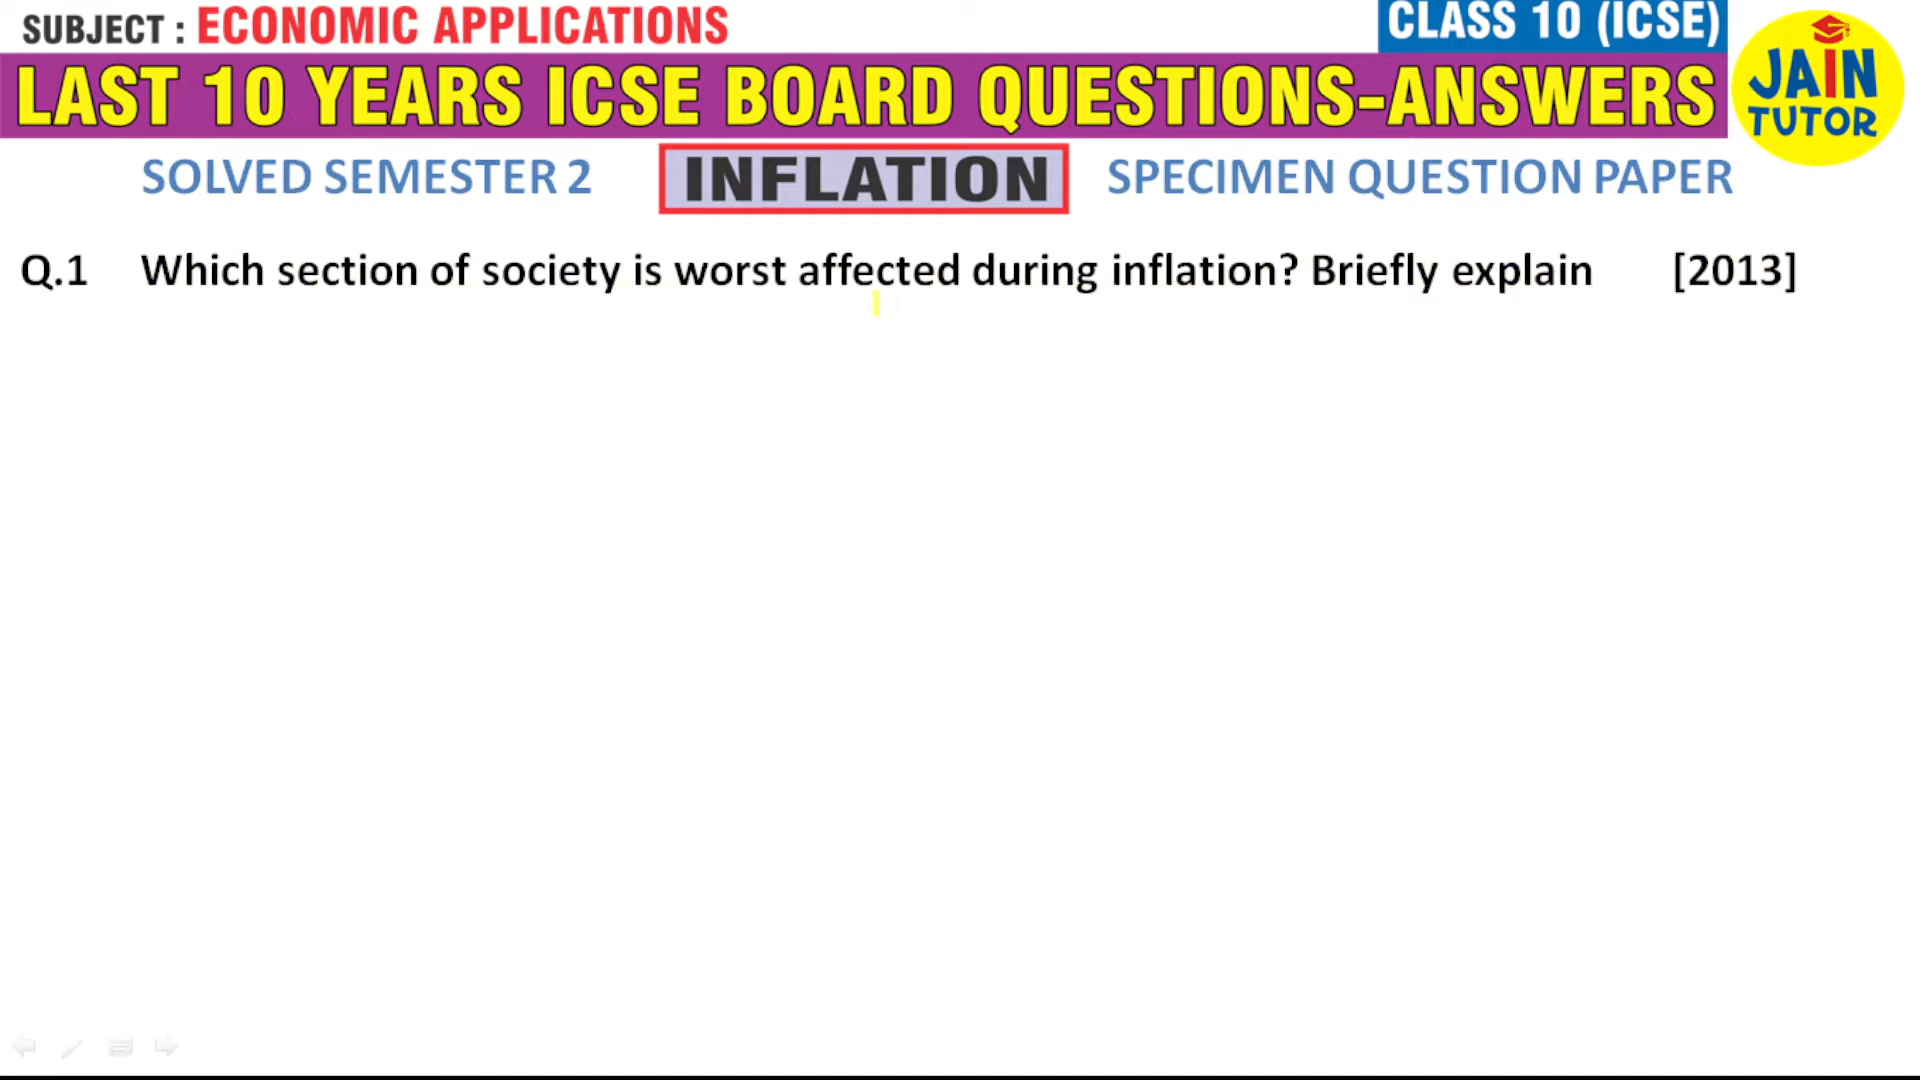 SUBJECT : ECONOMIC APPLICATIONS
CLASS 10 (ICSE)
LAST 10 YEARS ICSE BOARD QUESTIONS-ANSWERS
JAIN
TUTOR
SOLVED SEMESTER 2
INFLATION
SPECIMEN QUESTION PAPER
Q.1 Which section of society is worst affected during inflation? Briefly explain [2013]